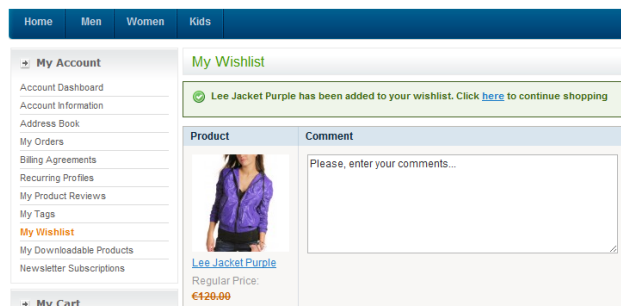 Home Men Women Kids
My Account
Account Dashboard
Account Information
Address Book
My Orders
Billing Agreements
Recurring Profiles
My Product Reviews
My Tags
My Wishlist
My Downloadable Products
Newsletter Subscriptions
My Cart
My Wishlist
Lee Jacket Purple has been added to your wishlist. Click here to continue shopping
Product Comment
Please, enter your comments...
Lee Jacket Purple
Regular Price:
€120.00